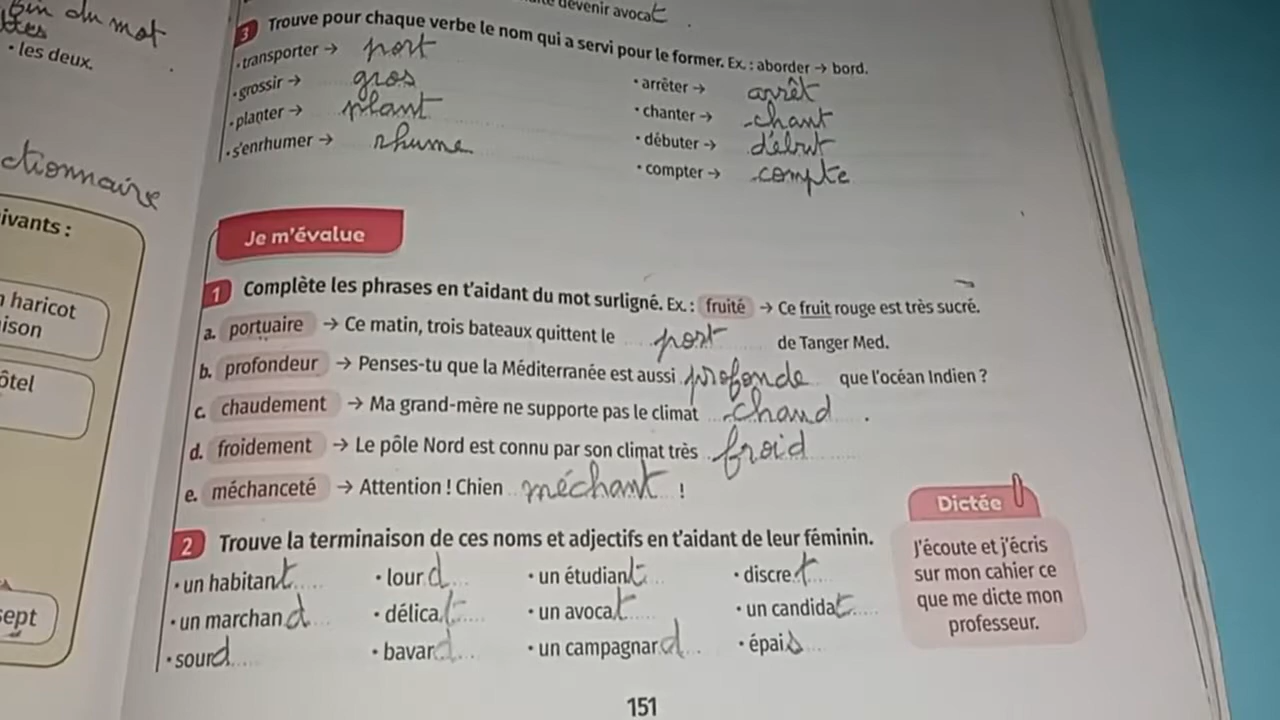 fin du mot
• les deux.
ctionnaire
ivants :
n haricot
ison
ôtel
sept
devenir avocat.
3 Trouve pour chaque verbe le nom qui a servi pour le former. Ex. : aborder → bord.
• transporter → port
• grossir → gros
• planter → plant
• s'enrhumer → rhume
• arrêter → arrêt
• chanter → chant
• débuter → début
• compter → compte
Je m'évalue
1 Complète les phrases en t'aidant du mot surligné. Ex. : fruité → Ce fruit rouge est très sucré.
a. portuaire → Ce matin, trois bateaux quittent le port de Tanger Med.
b. profondeur → Penses-tu que la Méditerranée est aussi profonde que l'océan Indien ?
c. chaudement → Ma grand-mère ne supporte pas le climat chaud.
d. froidement → Le pôle Nord est connu par son climat très froid
e. méchanceté → Attention ! Chien méchant !
2 Trouve la terminaison de ces noms et adjectifs en t'aidant de leur féminin.
• un habitant • lourd • un étudiant • discret
• un marchand • délicat • un avocat • un candidat
• sourd • bavard • un campagnard • épais
Dictée
J'écoute et j'écris
sur mon cahier ce
que me dicte mon
professeur.
151